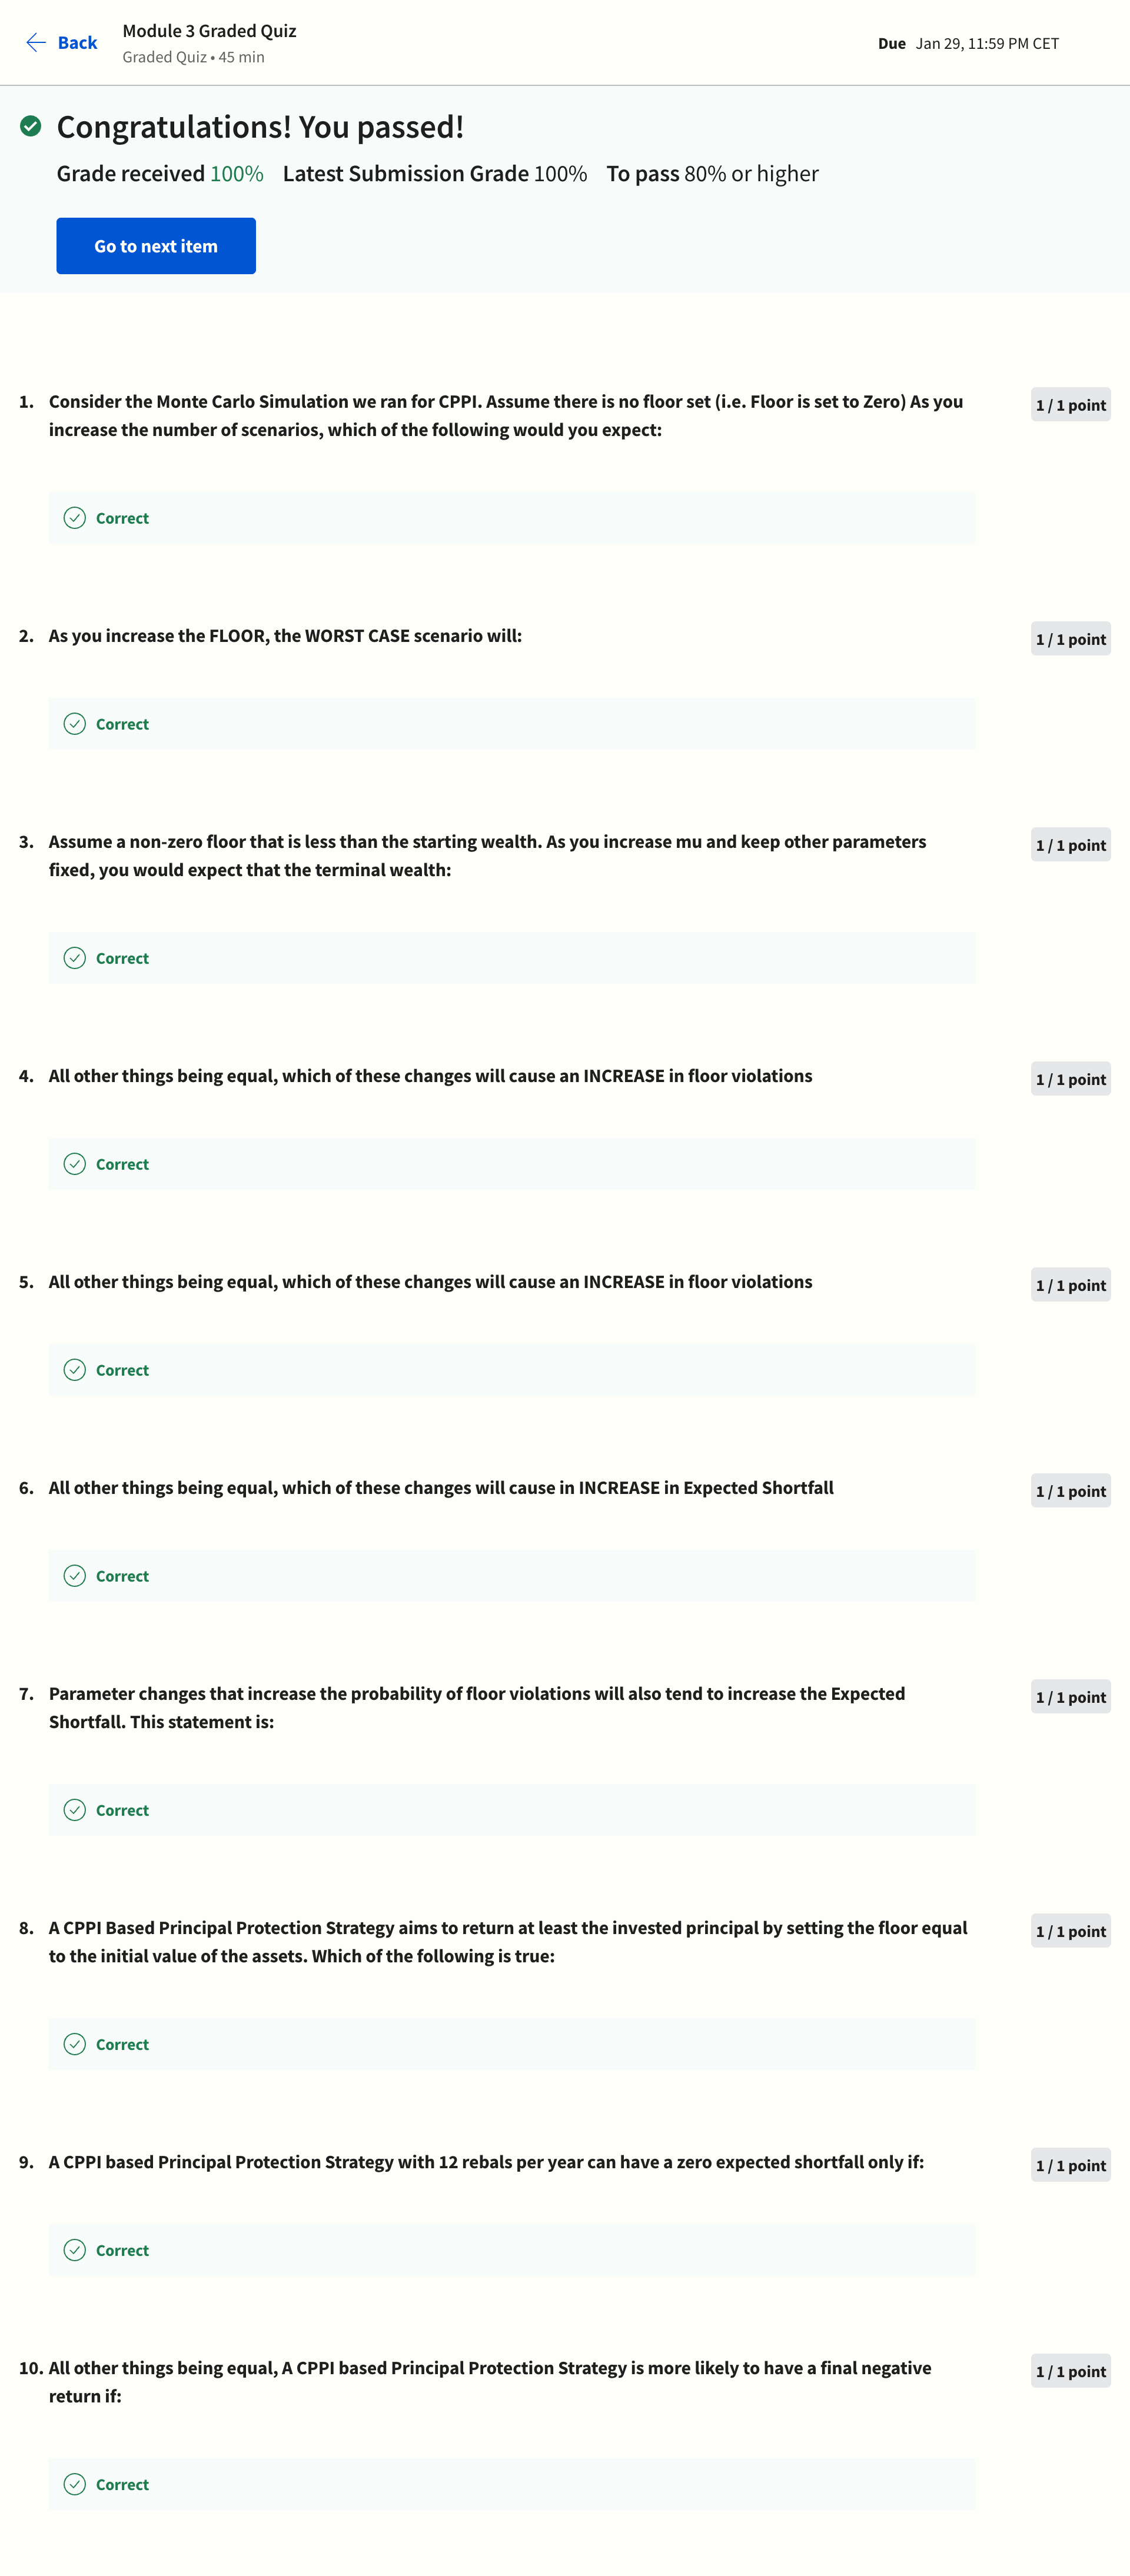 Back
Module 3 Graded Quiz
Graded Quiz • 45 min
Due Jan 29, 11:59 PM CET
Congratulations! You passed!
Grade received 100% Latest Submission Grade 100% To pass 80% or higher
Go to next item
1. Consider the Monte Carlo Simulation we ran for CPPI. Assume there is no floor set (i.e. Floor is set to Zero) As you
increase the number of scenarios, which of the following would you expect:
1 / 1 point
Correct
2. As you increase the FLOOR, the WORST CASE scenario will:
1 / 1 point
Correct
3. Assume a non-zero floor that is less than the starting wealth. As you increase mu and keep other parameters
fixed, you would expect that the terminal wealth:
1 / 1 point
Correct
4. All other things being equal, which of these changes will cause an INCREASE in floor violations
1 / 1 point
Correct
5. All other things being equal, which of these changes will cause an INCREASE in floor violations
1 / 1 point
Correct
6. All other things being equal, which of these changes will cause in INCREASE in Expected Shortfall
1 / 1 point
Correct
7. Parameter changes that increase the probability of floor violations will also tend to increase the Expected
Shortfall. This statement is:
1 / 1 point
Correct
8. A CPPI Based Principal Protection Strategy aims to return at least the invested principal by setting the floor equal
to the initial value of the assets. Which of the following is true:
1 / 1 point
Correct
9. A CPPI based Principal Protection Strategy with 12 rebals per year can have a zero expected shortfall only if:
1 / 1 point
Correct
10. All other things being equal, A CPPI based Principal Protection Strategy is more likely to have a final negative
return if:
1 / 1 point
Correct